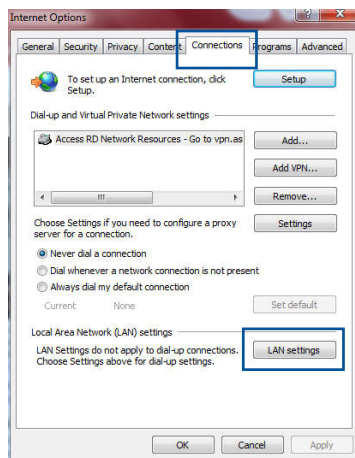 Internet Options
General Security Privacy Content Connections Programs Advanced
To set up an Internet connection, click
Setup.
Setup
Dial-up and Virtual Private Network settings
Access RD Network Resources - Go to vpn.as
Add...
Add VPN...
Remove...
Choose Settings if you need to configure a proxy
server for a connection.
Settings
Never dial a connection
Dial whenever a network connection is not present
Always dial my default connection
Current None
Set default
Local Area Network (LAN) settings
LAN Settings do not apply to dial-up connections.
Choose Settings above for dial-up settings.
LAN settings
OK Cancel Apply